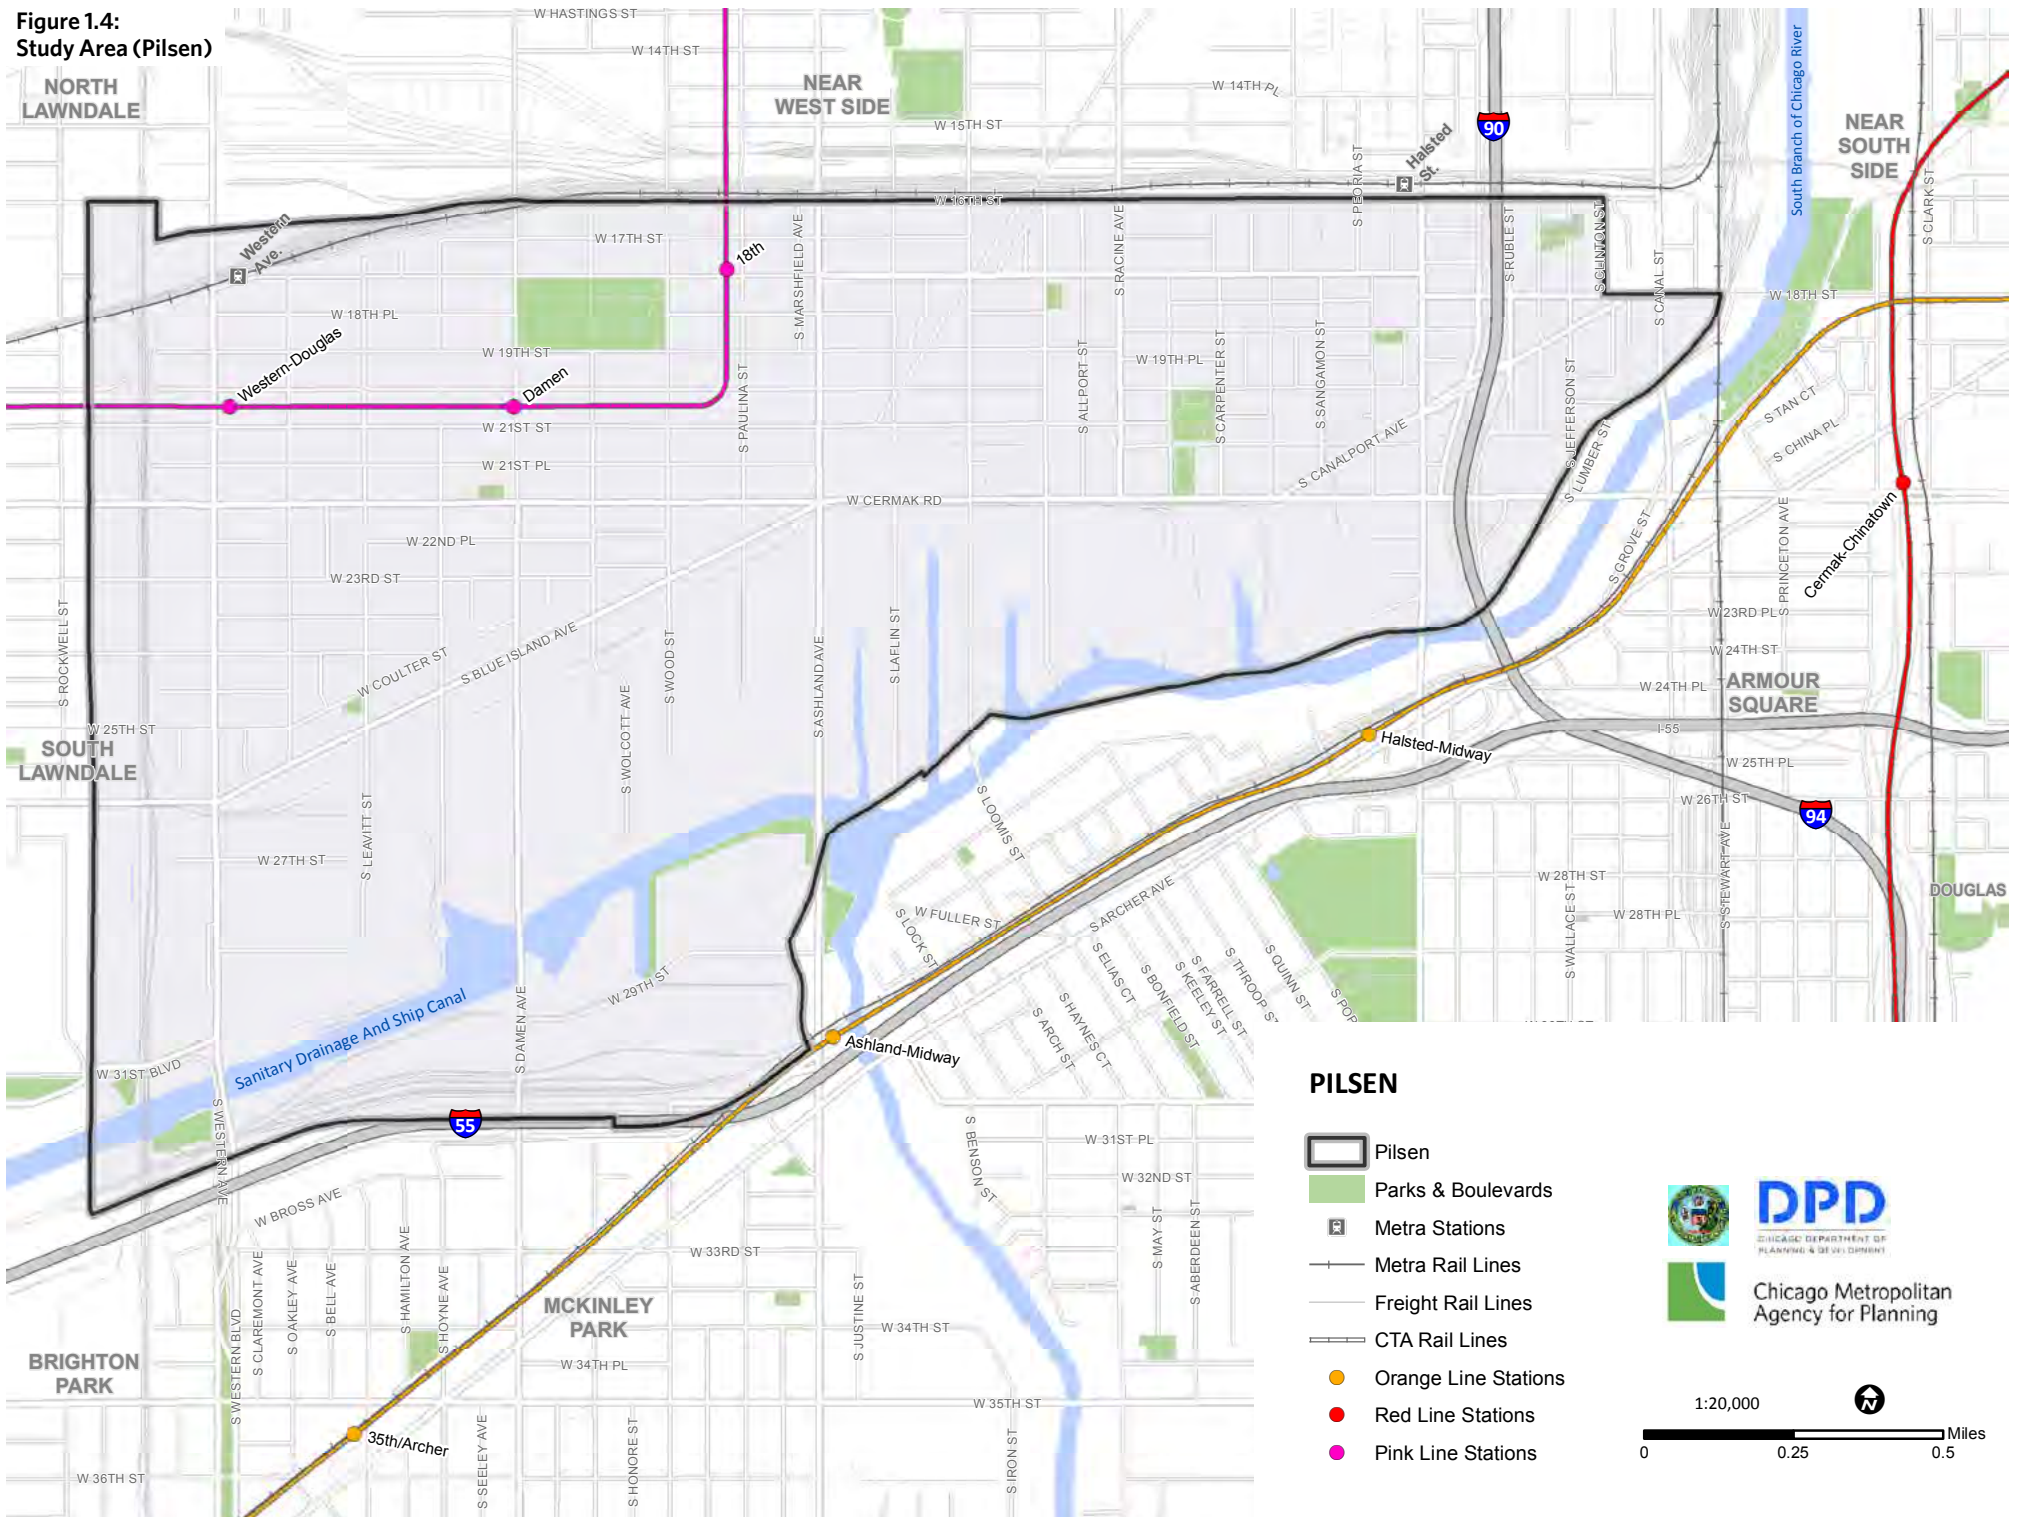 Figure 1.4:
Study Area (Pilsen)
W HASTINGS ST
W 14TH ST
NORTH
LAWNDALE
NEAR
WEST SIDE
W 14TH PL
W 15TH ST
90
Halsted
St.
S PEORIA ST
South Branch of Chicago River
NEAR
SOUTH
SIDE
S CLARK ST
W 16TH ST
Western
Ave.
W 17TH ST
18th
S MARSHFIELD AVE
S RACINE AVE
S RUBLE ST
S CLINTON ST
S CANAL ST
W 18TH ST
W 18TH PL
Western-Douglas
W 19TH ST
Damen
S PAULINA ST
S ALLPORT ST
W 19TH PL
S CARPENTER ST
S SANGAMON ST
S JEFFERSON ST
S TAN CT
S CHINA PL
W 21ST ST
W 21ST PL
S CANALPORT AVE
S LUMBER ST
W CERMAK RD
S GROVE ST
S PRINCETON AVE
Cermak-Chinatown
W 22ND PL
W 23RD ST
S ROCKWELL ST
W COULTER ST
S BLUE ISLAND AVE
S WOOD ST
S WOLCOTT AVE
S ASHLAND AVE
S LAFLIN ST
W 23RD PL
W 24TH ST
W 24TH PL
ARMOUR
SQUARE
W 25TH ST
SOUTH
LAWNDALE
I-55
Halsted-Midway
W 25TH PL
W 26TH ST
94
S LEAVITT ST
S LOOMIS ST
W 27TH ST
S STEWART AVE
W 28TH ST
DOUGLAS
W 28TH PL
S WALLACE ST
S ARCHER AVE
W FULLER ST
S LOCK ST
S ELIAS CT
S BONFIELD ST
S KEELEY ST
S FARRELL ST
S THROOP ST
S QUINN ST
S POP
S HAYNES CT
S ARCH ST
W 29TH ST
S DAMEN AVE
Sanitary Drainage And Ship Canal
Ashland-Midway
W 31ST BLVD
S WESTERN AVE
55
W 31ST PL
W 32ND ST
S BENSON ST
S MAY ST
S ABERDEEN ST
W BROSS AVE
W 33RD ST
S CLAREMONT AVE
S OAKLEY AVE
S BELL AVE
S HAMILTON AVE
S HOYNE AVE
MCKINLEY
PARK
S JUSTINE ST
W 34TH ST
W 34TH PL
BRIGHTON
PARK
S WESTERN BLVD
W 35TH ST
35th/Archer
S SEELEY AVE
S HONORE ST
S IRON ST
W 36TH ST
PILSEN
Pilsen
Parks & Boulevards
Metra Stations
Metra Rail Lines
Freight Rail Lines
CTA Rail Lines
Orange Line Stations
Red Line Stations
Pink Line Stations
DPD
CHICAGO DEPARTMENT OF
PLANNING & DEVELOPMENT
Chicago Metropolitan
Agency for Planning
1:20,000
N
Miles
0
0.25
0.5